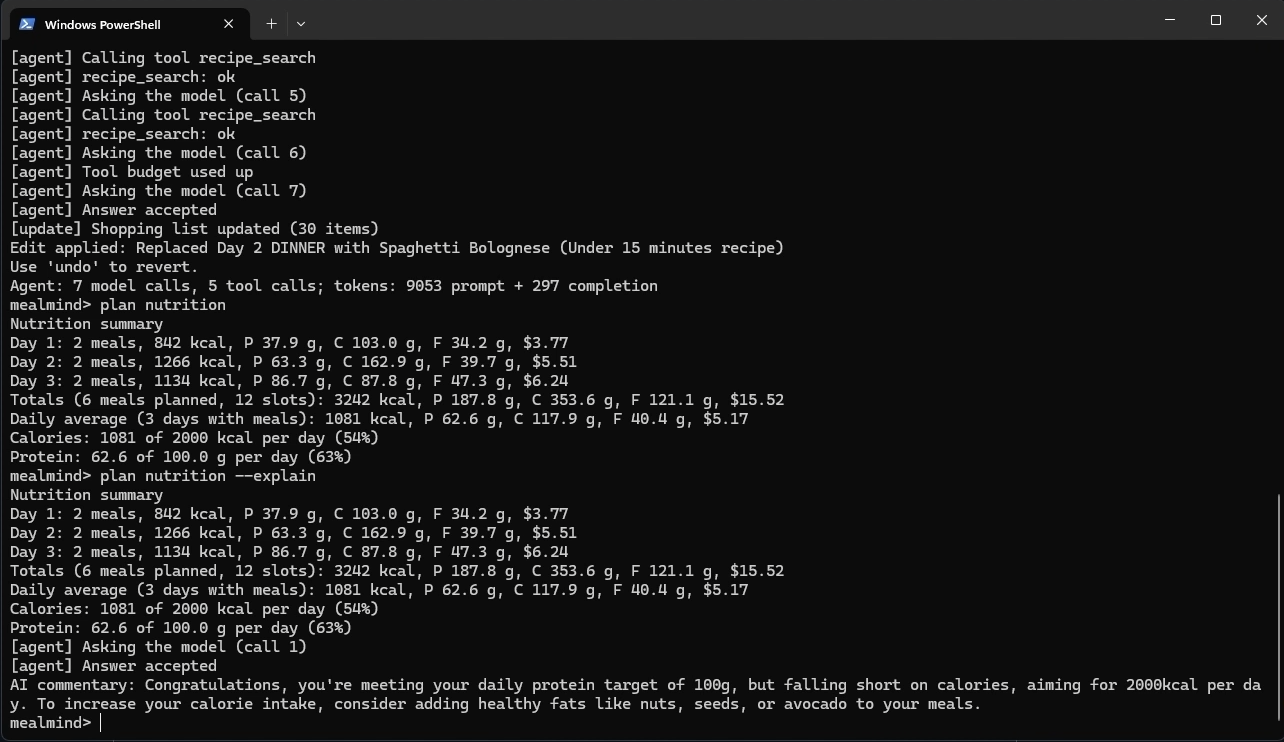 Windows PowerShell
[agent] Calling tool recipe_search
[agent] recipe_search: ok
[agent] Asking the model (call 5)
[agent] Calling tool recipe_search
[agent] recipe_search: ok
[agent] Asking the model (call 6)
[agent] Tool budget used up
[agent] Asking the model (call 7)
[agent] Answer accepted
[update] Shopping list updated (30 items)
Edit applied: Replaced Day 2 DINNER with Spaghetti Bolognese (Under 15 minutes recipe)
Use 'undo' to revert.
Agent: 7 model calls, 5 tool calls; tokens: 9053 prompt + 297 completion
mealmind> plan nutrition
Nutrition summary
Day 1: 2 meals, 842 kcal, P 37.9 g, C 103.0 g, F 34.2 g, $3.77
Day 2: 2 meals, 1266 kcal, P 63.3 g, C 162.9 g, F 39.7 g, $5.51
Day 3: 2 meals, 1134 kcal, P 86.7 g, C 87.8 g, F 47.3 g, $6.24
Totals (6 meals planned, 12 slots): 3242 kcal, P 187.8 g, C 353.6 g, F 121.1 g, $15.52
Daily average (3 days with meals): 1081 kcal, P 62.6 g, C 117.9 g, F 40.4 g, $5.17
Calories: 1081 of 2000 kcal per day (54%)
Protein: 62.6 of 100.0 g per day (63%)
mealmind> plan nutrition --explain
Nutrition summary
Day 1: 2 meals, 842 kcal, P 37.9 g, C 103.0 g, F 34.2 g, $3.77
Day 2: 2 meals, 1266 kcal, P 63.3 g, C 162.9 g, F 39.7 g, $5.51
Day 3: 2 meals, 1134 kcal, P 86.7 g, C 87.8 g, F 47.3 g, $6.24
Totals (6 meals planned, 12 slots): 3242 kcal, P 187.8 g, C 353.6 g, F 121.1 g, $15.52
Daily average (3 days with meals): 1081 kcal, P 62.6 g, C 117.9 g, F 40.4 g, $5.17
Calories: 1081 of 2000 kcal per day (54%)
Protein: 62.6 of 100.0 g per day (63%)
[agent] Asking the model (call 1)
[agent] Answer accepted
AI commentary: Congratulations, you're meeting your daily protein target of 100g, but falling short on calories, aiming for 2000kcal per da
y. To increase your calorie intake, consider adding healthy fats like nuts, seeds, or avocado to your meals.
mealmind>